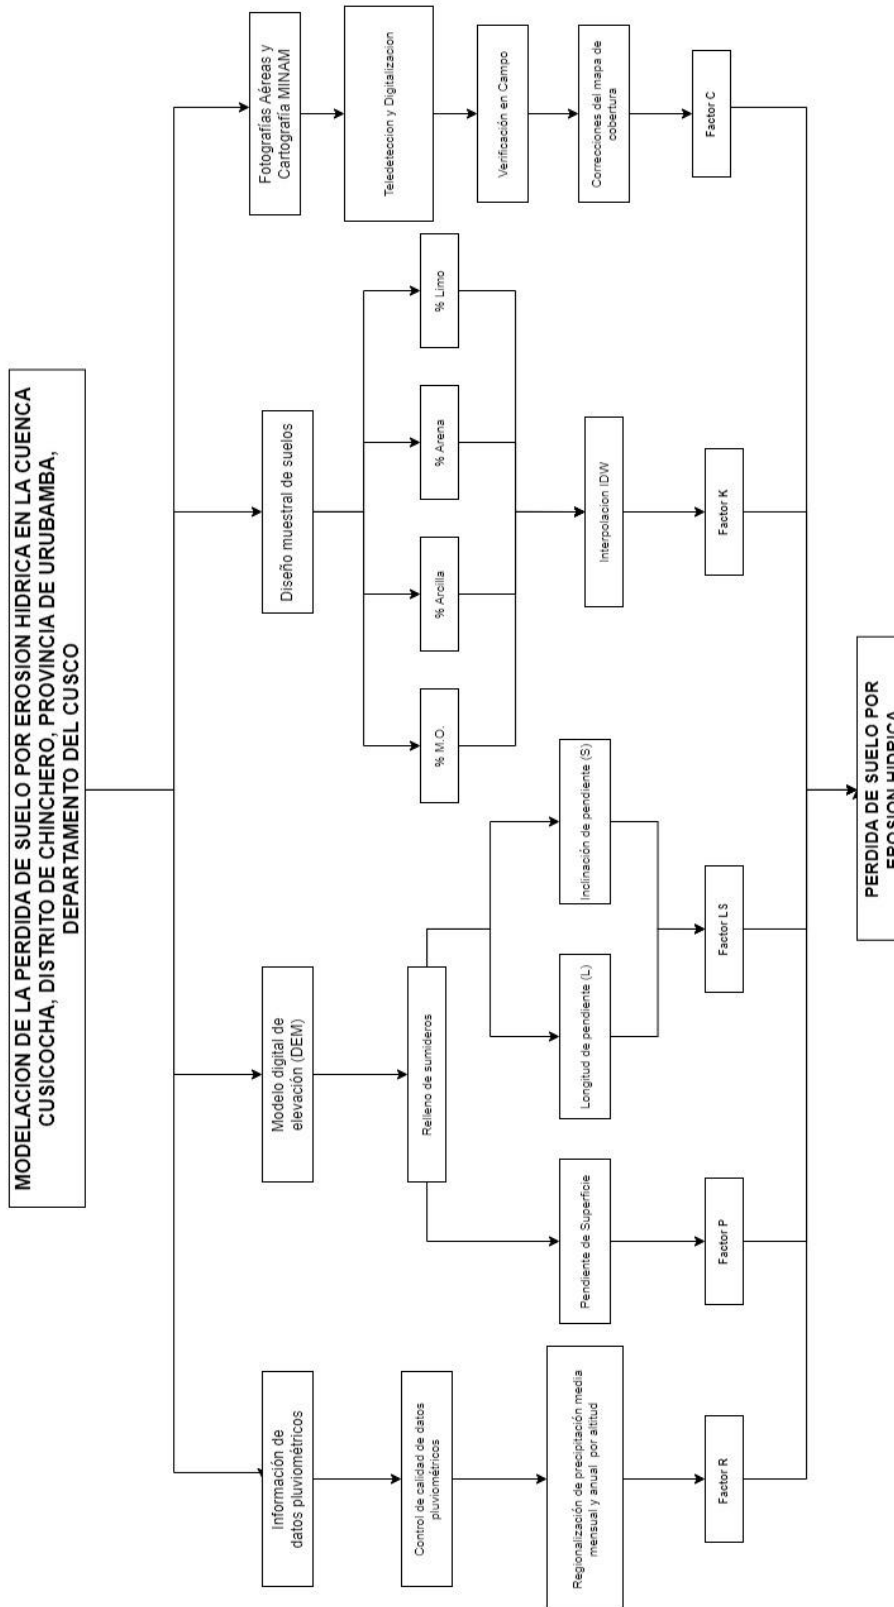 MODELACION DE LA PERDIDA DE SUELO POR EROSION HIDRICA EN LA CUENCA
CUSICOCHA, DISTRITO DE CHINCHERO, PROVINCIA DE URUBAMBA,
DEPARTAMENTO DEL CUSCO
Información de
datos pluviométricos
Control de calidad de datos
pluviométricos
Regionalización de precipitación media
mensual y anual por altitud
Factor R
Modelo digital de
elevación (DEM)
Relleno de sumideros
Pendiente de Superficie
Factor P
Longitud de pendiente (L)
Inclinación de pendiente (S)
Factor LS
Diseño muestral de suelos
% M.O.
% Arcilla
% Arena
% Limo
Interpolacion IDW
Factor K
Fotografías Aéreas y
Cartografía MINAM
Teledeteccion y Digitalizacion
Verificación en Campo
Correcciones del mapa de
cobertura
Factor C
PERDIDA DE SUELO POR
EROSION HIDRICA